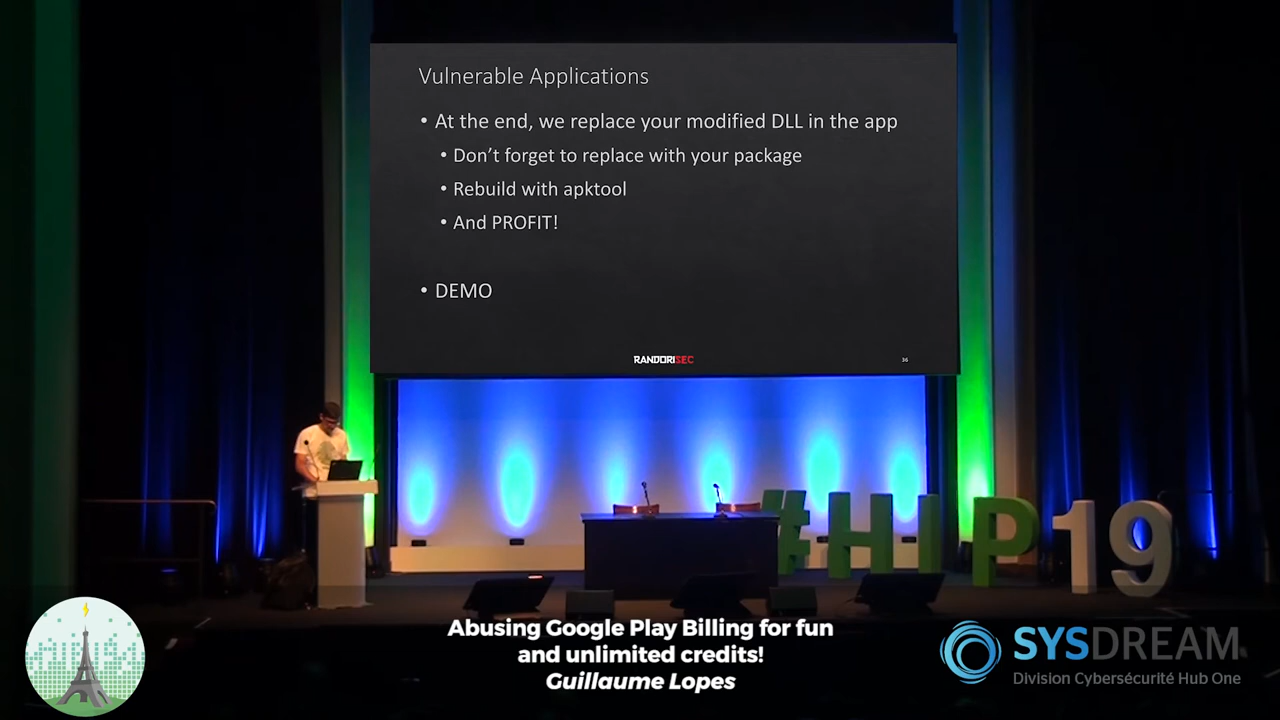 Vulnerable Applications
• At the end, we replace your modified DLL in the app
• Don't forget to replace with your package
• Rebuild with apktool
• And PROFIT!
• DEMO
RANDORISEC
36
#HIP19
Abusing Google Play Billing for fun
and unlimited credits!
Guillaume Lopes
SYSDREAM
Division Cybersécurité Hub One